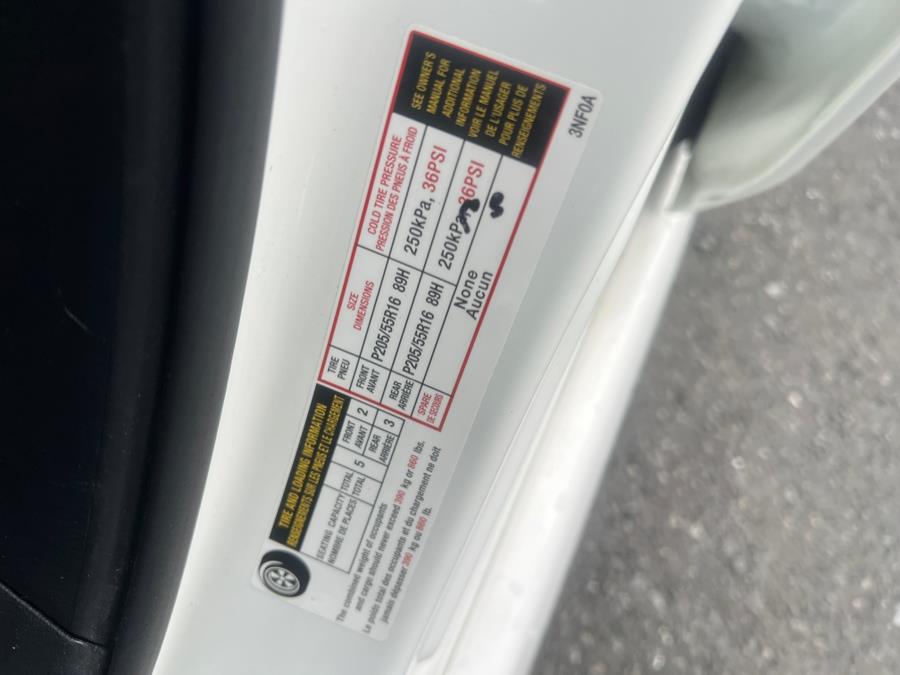 TIRE AND LOADING INFORMATION
RENSEIGNEMENTS SUR LES PNEUS ET LE CHARGEMENT
SEATING CAPACITY
NOMBRE DE PLACES
TOTAL
TOTAL
5
FRONT
AVANT
2
REAR
ARRIÈRE
3
The combined weight of occupants
and cargo should never exceed 390 kg or 860 lbs.
Le poids total des occupants et du chargement ne doit
jamais dépasser 390 kg ou 860 lb.
TIRE
PNEU
SIZE
DIMENSIONS
COLD TIRE PRESSURE
PRESSION DES PNEUS À FROID
FRONT
AVANT
P205/55R16 89H
250kPa, 36PSI
REAR
ARRIÈRE
P205/55R16 89H
250kPa, 36PSI
SPARE
DE SECOURS
None
Aucun
SEE OWNER'S
MANUAL FOR
ADDITIONAL
INFORMATION
VOIR LE MANUEL
DE L'USAGER
POUR PLUS DE
RENSEIGNEMENTS
3NF0A